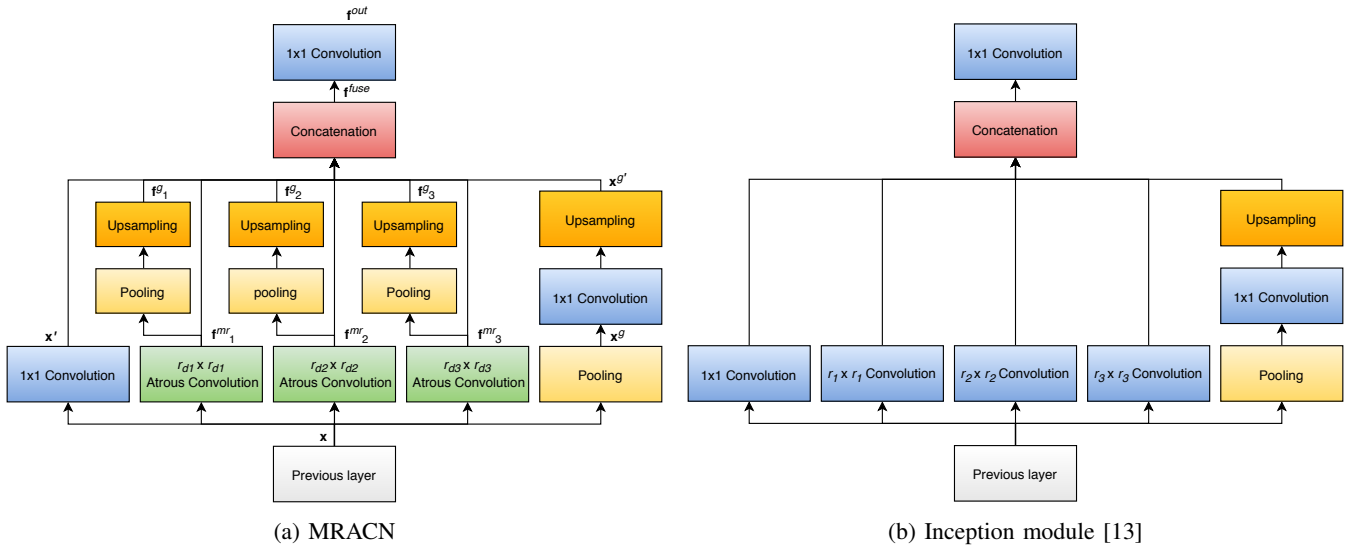 f^out
1x1 Convolution
f^fuse
Concatenation
f^g_1
f^g_2
f^g_3
x^g'
Upsampling
Upsampling
Upsampling
Upsampling
Pooling
pooling
Pooling
1x1 Convolution
x'
f^mr_1
f^mr_2
f^mr_3
x^g
1x1 Convolution
r_d1 x r_d1
Atrous Convolution
r_d2 x r_d2
Atrous Convolution
r_d3 x r_d3
Atrous Convolution
Pooling
x
Previous layer
(a) MRACN
1x1 Convolution
Concatenation
Upsampling
1x1 Convolution
1x1 Convolution
r_1 x r_1 Convolution
r_2 x r_2 Convolution
r_3 x r_3 Convolution
Pooling
Previous layer
(b) Inception module [13]